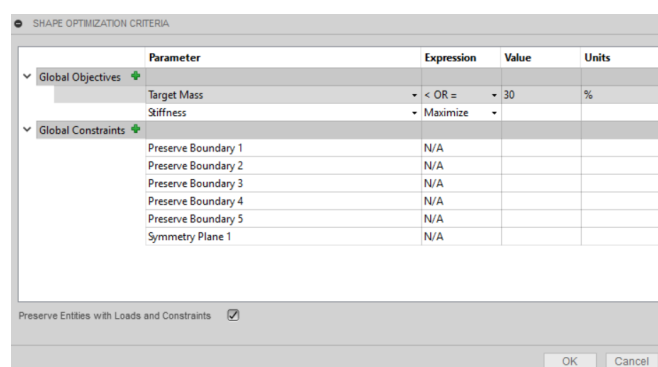 SHAPE OPTIMIZATION CRITERIA
Parameter Expression Value Units
Global Objectives
Target Mass < OR = 30 %
Stiffness Maximize
Global Constraints
Preserve Boundary 1 N/A
Preserve Boundary 2 N/A
Preserve Boundary 3 N/A
Preserve Boundary 4 N/A
Preserve Boundary 5 N/A
Symmetry Plane 1 N/A
Preserve Entities with Loads and Constraints
OK Cancel